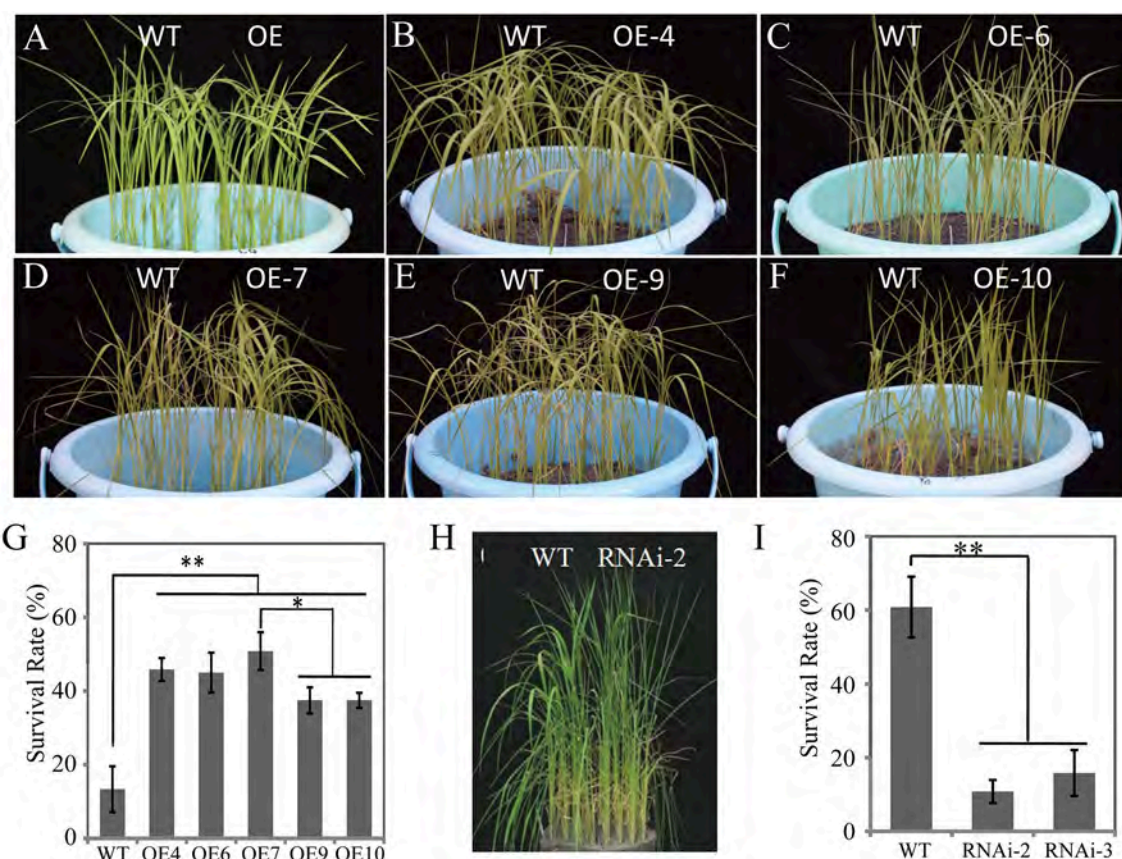 A WT OE
B WT OE-4
C WT OE-6
D WT OE-7
E WT OE-9
F WT OE-10
G
80
60
40
20
0
Survival Rate (%)
**
*
WT OE4 OE6 OE7 OE9 OE10
H
WT RNAi-2
I
80
60
40
20
0
Survival Rate (%)
**
WT RNAi-2 RNAi-3